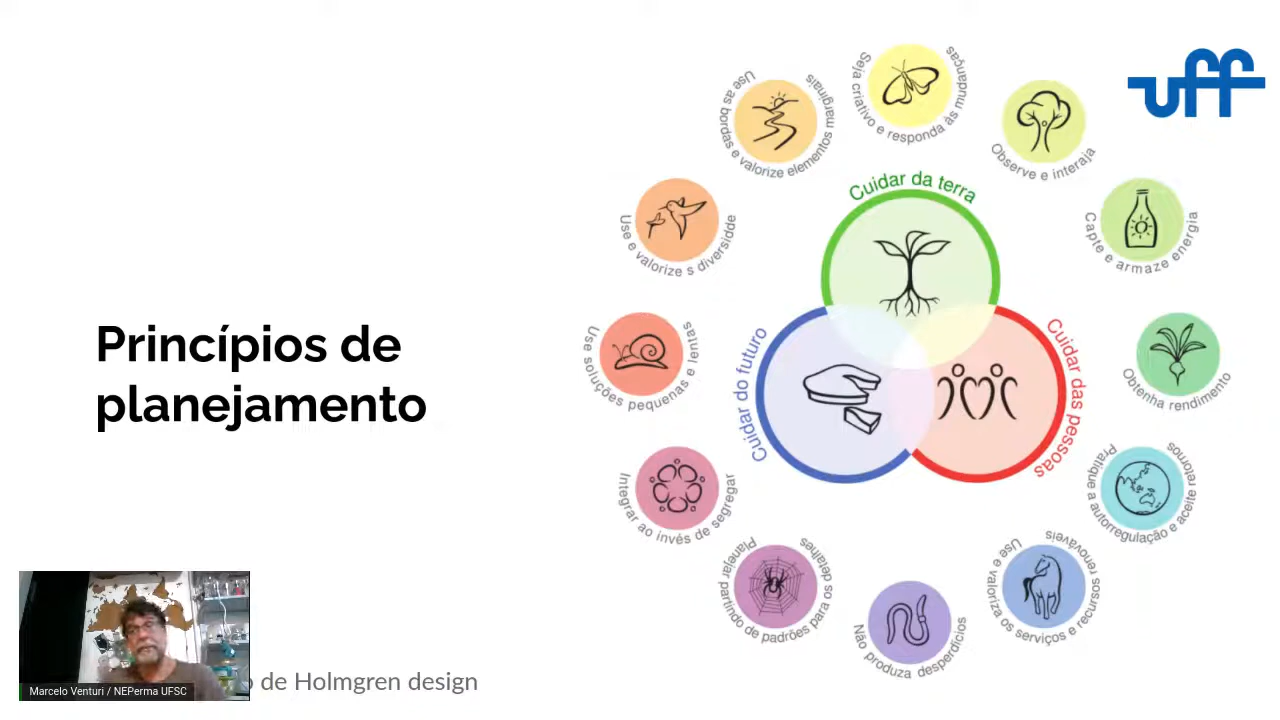 uff
Princípios de
planejamento
Cuidar da terra
Cuidar das pessoas
Cuidar do futuro
Seja criativo e responda às mudanças
Observe e interaja
Capte e armaze energia
Obtenha rendimento
Pratique a autorregulação e aceite retornos
Use e valoriza os serviços e recursos renováveis
Não produza desperdícios
Planejar partindo de padrões para os detalhes
Integrar ao invés de segregar
Use soluções pequenas e lentas
Use e valorize s diversidde
Use as bordas e valorize elementos marginais
de Holmgren design
Marcelo Venturi / NEPerma UFSC